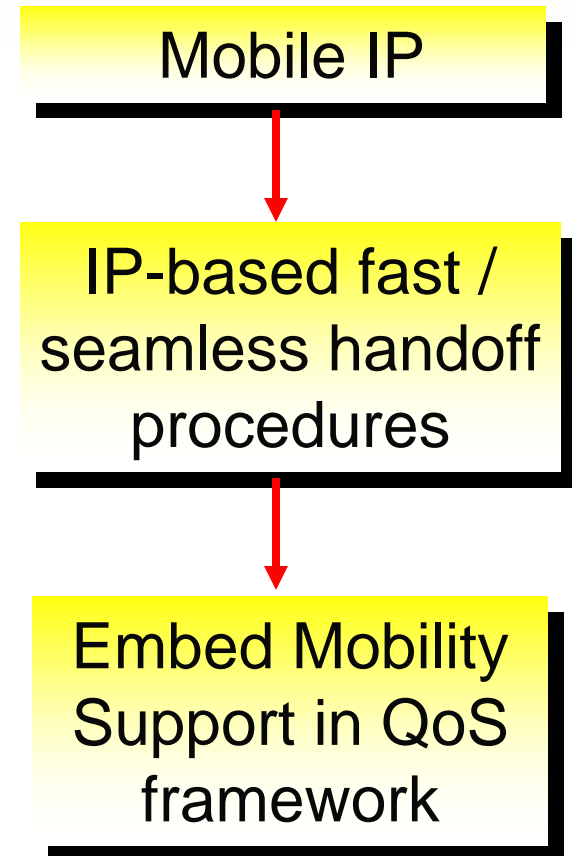 Mobile IP
IP-based fast /
seamless handoff
procedures
Embed Mobility
Support in QoS
framework